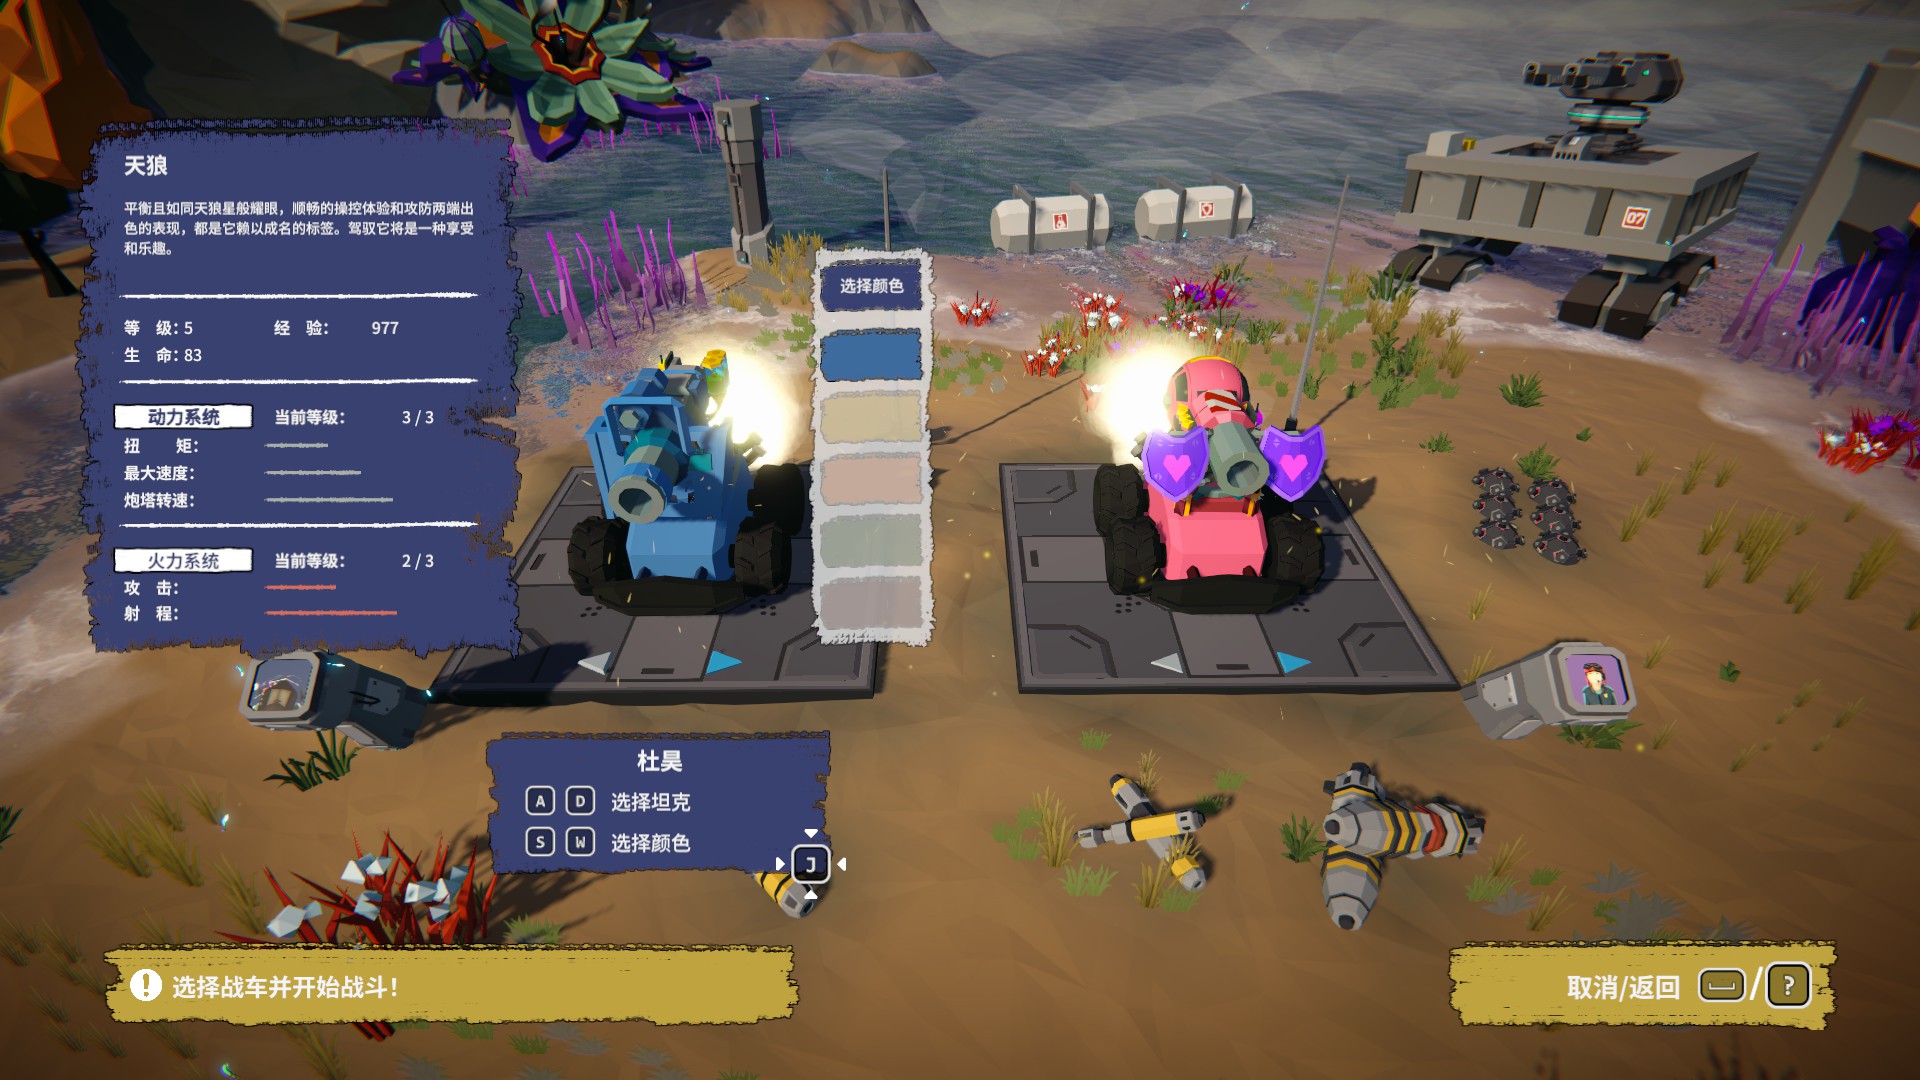 天狼
平衡且如同天狼星般耀眼，顺畅的操控体验和攻防两端出
色的表现，都是它赖以成名的标签。驾驭它将是一种享受
和乐趣。
等 级：5 经 验： 977
生 命：83
动力系统 当前等级： 3 / 3
扭 矩：
最大速度：
炮塔转速：
火力系统 当前等级： 2 / 3
攻 击：
射 程：
选择颜色
07
杜昊
A D 选择坦克
S W 选择颜色
J
! 选择战车并开始战斗！
取消/返回 / ?